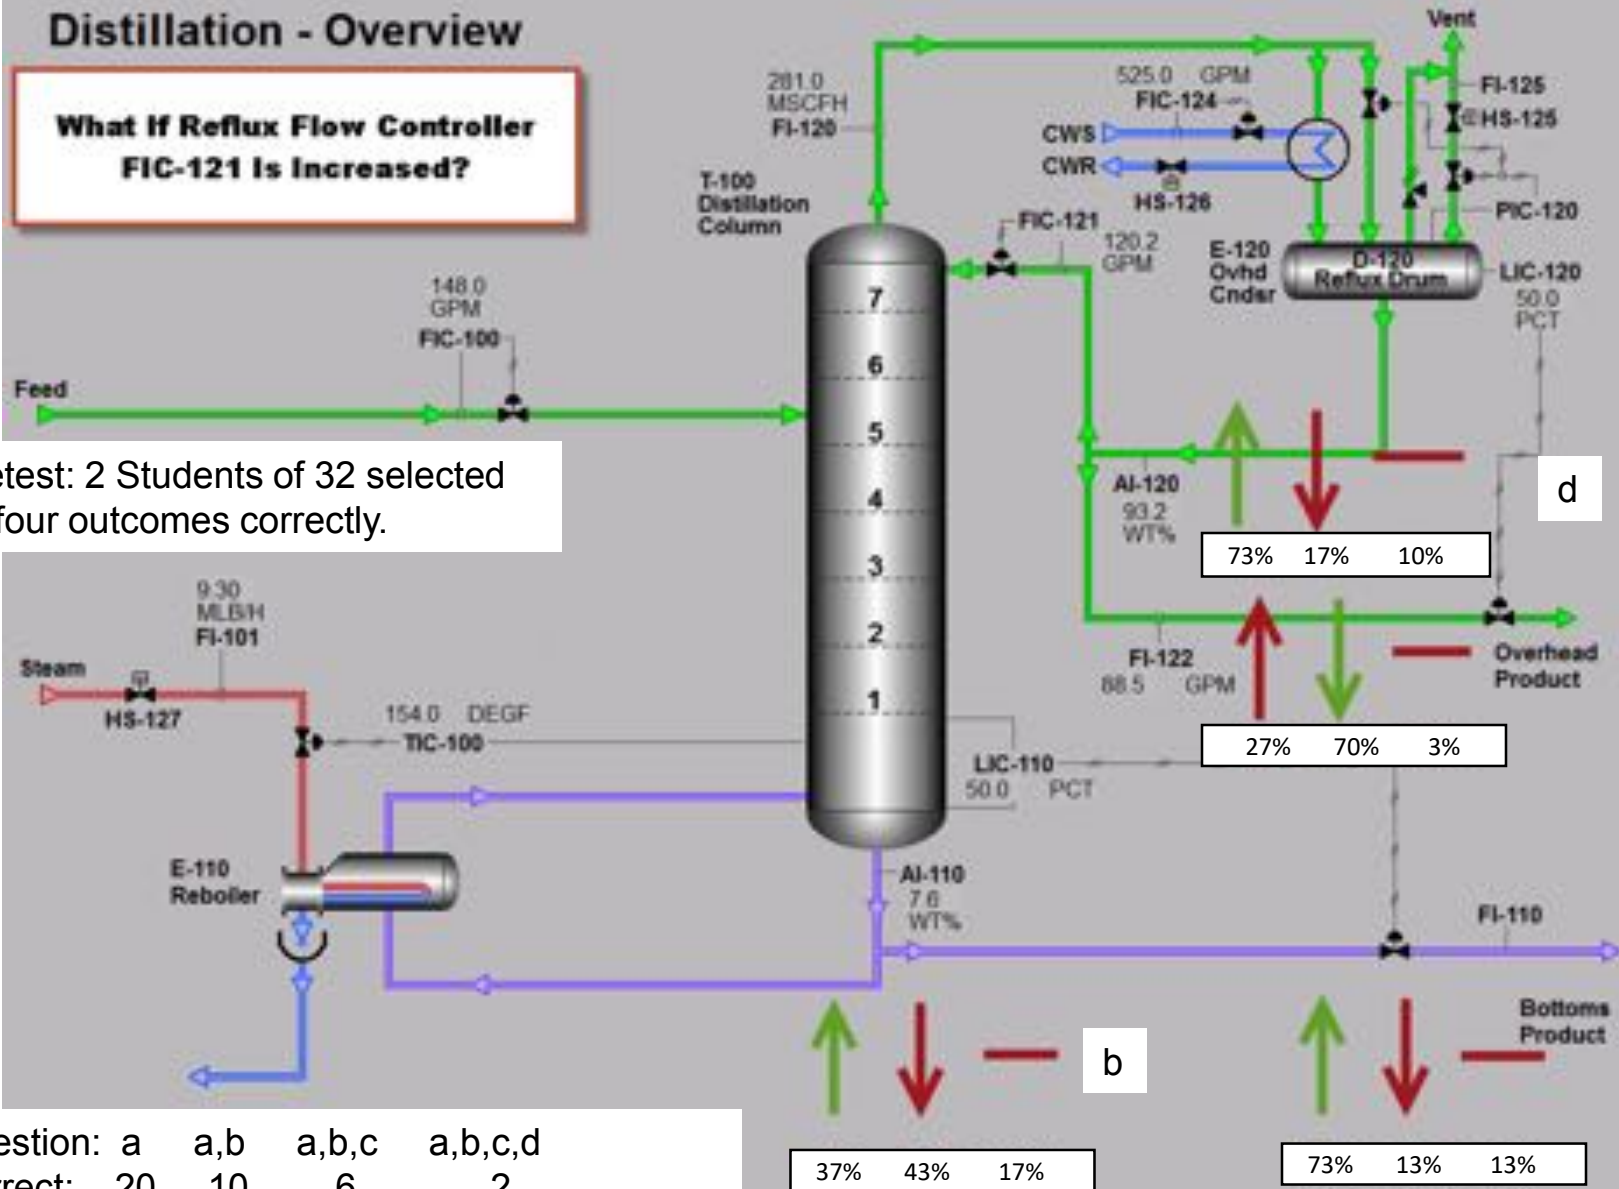 Distillation - Overview
What If Reflux Flow Controller
FIC-121 Is Increased?
Vent
281.0
MSCFH
FI-120
525.0 GPM
FIC-124
FI-125
HS-125
CWS
CWR
HS-126
PIC-120
T-100
Distillation
Column
FIC-121
120.2
GPM
E-120
Ovhd
Cndsr
D-120
Reflux Drum
LIC-120
50.0
PCT
148.0
GPM
FIC-100
Feed
7
6
5
4
3
2
1
etest: 2 Students of 32 selected
four outcomes correctly.
AI-120
93.2
WT%
d
73% 17% 10%
9.30
MLB/H
FI-101
Steam
HS-127
154.0 DEGF
TIC-100
FI-122
88.5 GPM
Overhead
Product
27% 70% 3%
LIC-110
50.0 PCT
E-110
Reboiler
AI-110
7.6
WT%
FI-110
Bottoms
Product
b
37% 43% 17%
73% 13% 13%
estion: a a,b a,b,c a,b,c,d
rrect: 20 10 6 2